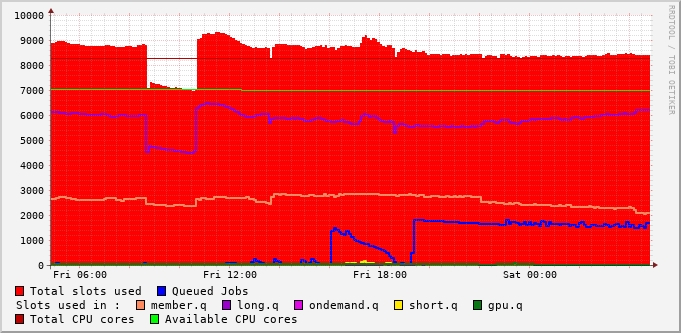 10000
9000
8000
7000
6000
5000
4000
3000
2000
1000
0
Fri 06:00 Fri 12:00 Fri 18:00 Sat 00:00
RRDTOOL / TOBI OETIKER
Total slots used Queued Jobs
Slots used in : member.q long.q ondemand.q short.q gpu.q
Total CPU cores Available CPU cores